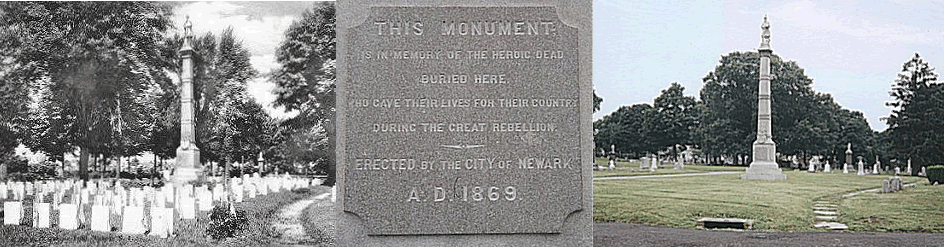 THIS MONUMENT
IS IN MEMORY OF THE HEROIC DEAD
BURIED HERE,
WHO GAVE THEIR LIVES FOR THEIR COUNTRY
DURING THE GREAT REBELLION.
ERECTED BY THE CITY OF NEWARK
A.D. 1869.